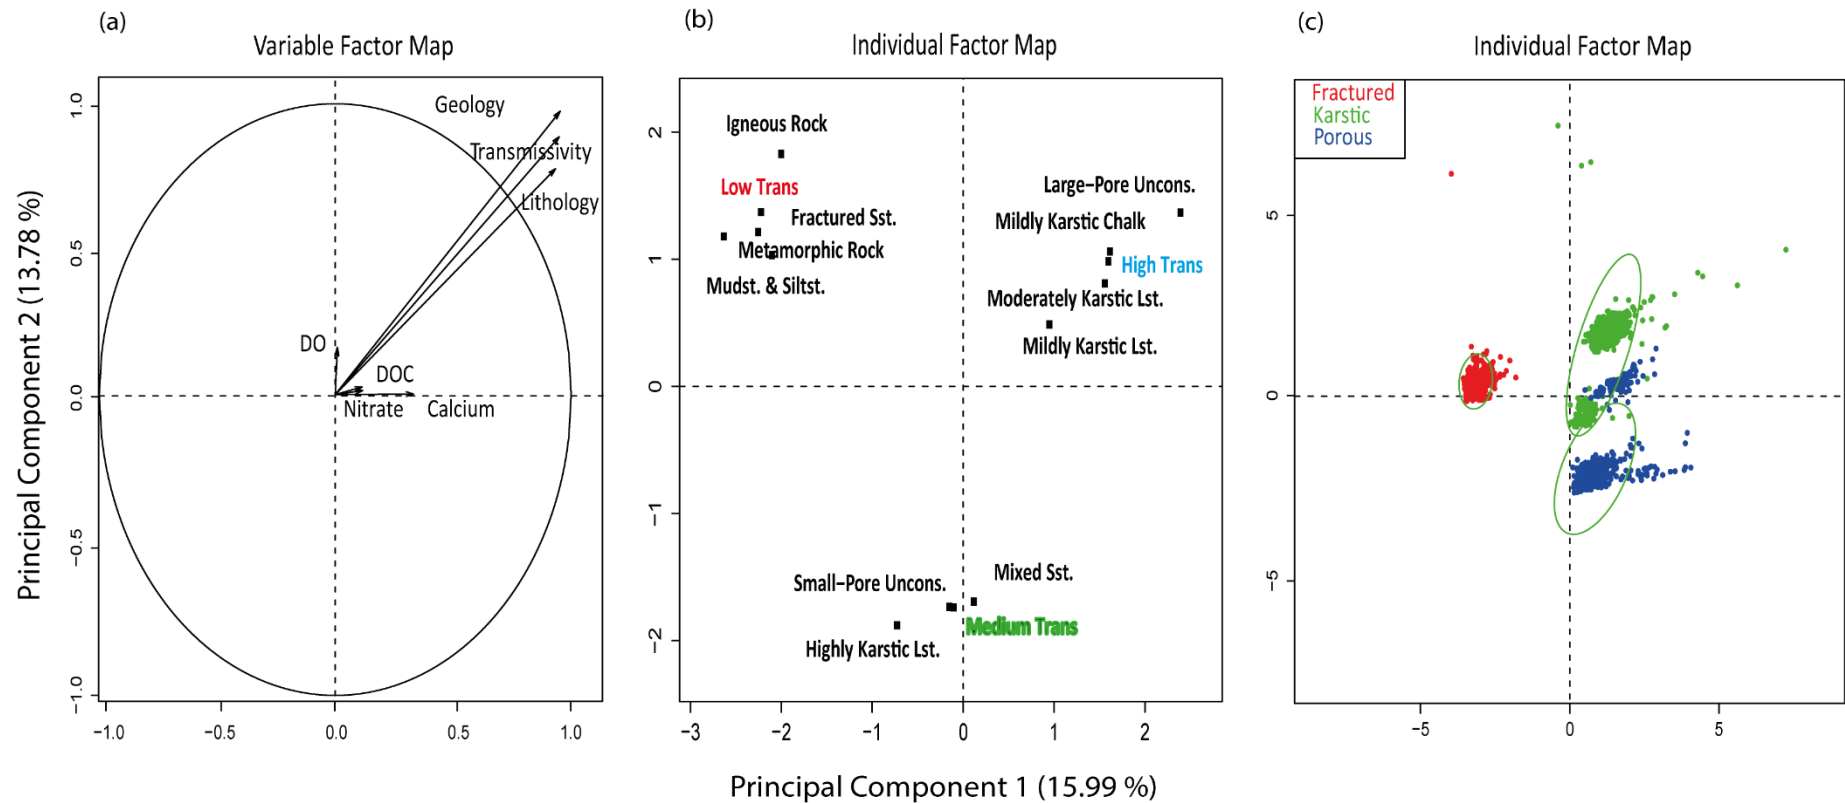 (a)
Variable Factor Map
Geology
Transmissivity
Lithology
DO
DOC
Nitrate
Calcium
1.0
0.5
0.0
−0.5
−1.0
−1.0
−0.5
0.0
0.5
1.0
Principal Component 2 (13.78 %)
(b)
Individual Factor Map
Igneous Rock
Low Trans
Fractured Sst.
Metamorphic Rock
Mudst. & Siltst.
Large−Pore Uncons.
Mildly Karstic Chalk
High Trans
Moderately Karstic Lst.
Mildly Karstic Lst.
Small−Pore Uncons.
Mixed Sst.
Medium Trans
Highly Karstic Lst.
2
1
0
−1
−2
−3
−2
−1
0
1
2
Principal Component 1 (15.99 %)
(c)
Individual Factor Map
Fractured
Karstic
Porous
5
0
−5
−5
0
5